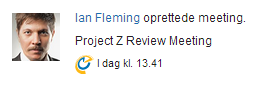 Ian Fleming oprettede meeting.
Project Z Review Meeting
I dag kl. 13.41